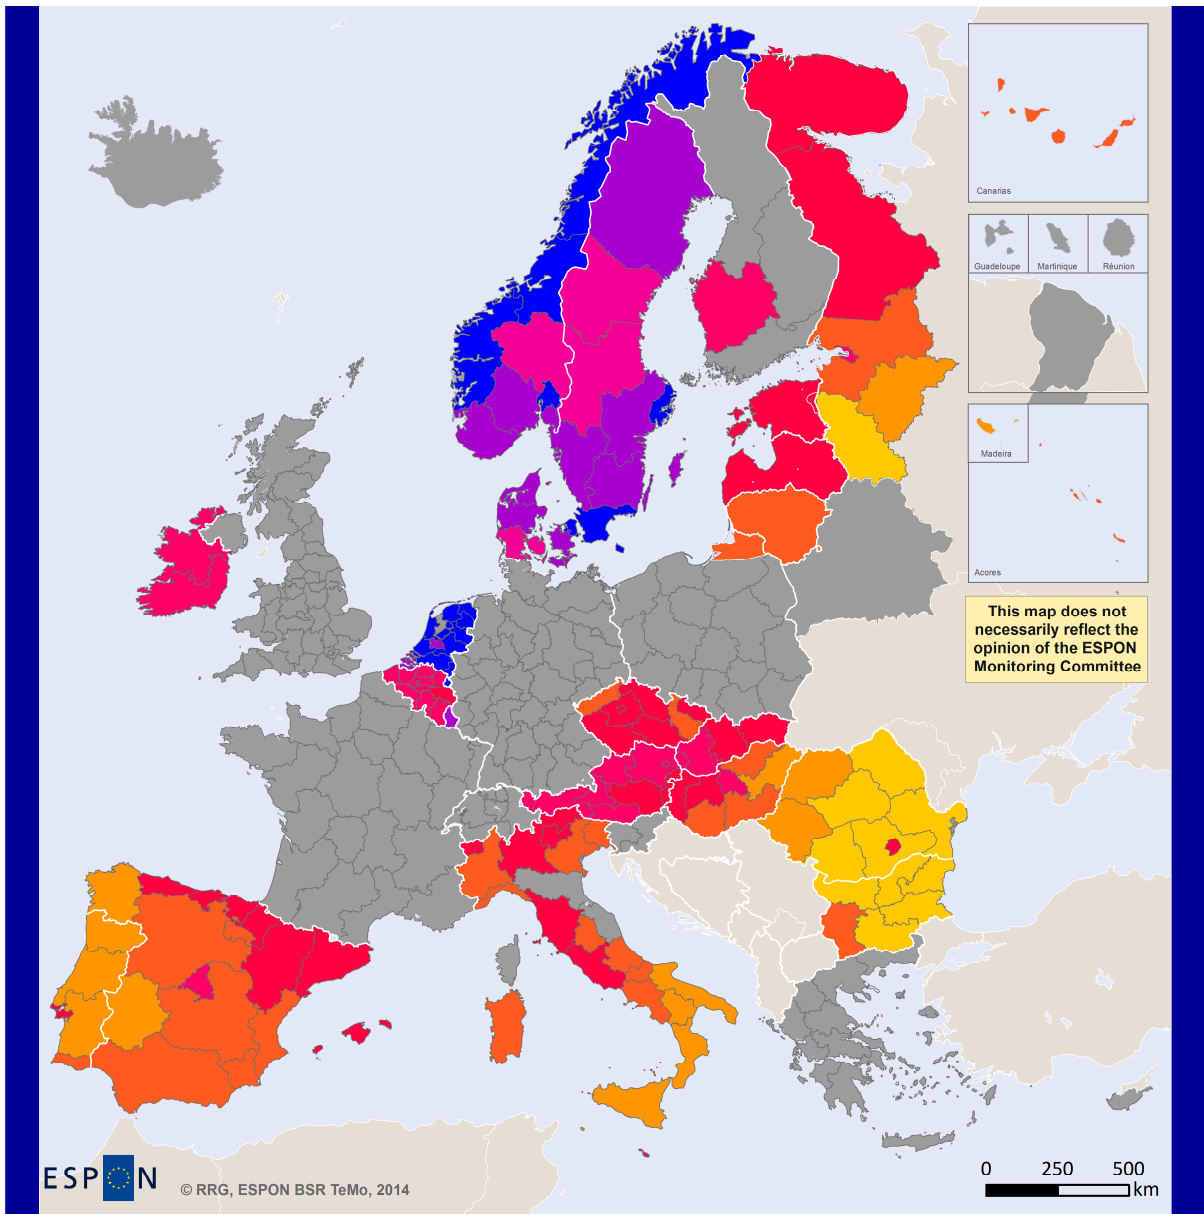 Canarias
Guadeloupe
Martinique
Réunion
Madeira
Acores
This map does not
necessarily reflect the
opinion of the ESPON
Monitoring Committee
ESPON
© RRG, ESPON BSR TeMo, 2014
0 250 500
km